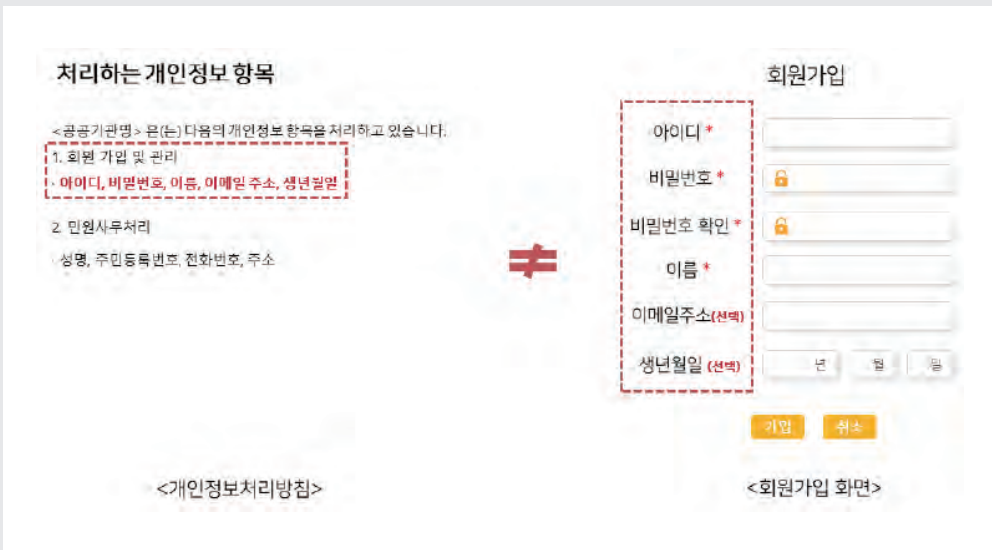 처리하는 개인정보 항목
<공공기관명> 은(는) 다음의 개인정보 항목을 처리하고 있습니다.
1. 회원 가입 및 관리
· 아이디, 비밀번호, 이름, 이메일 주소, 생년월일
2. 민원사무처리
· 성명, 주민등록번호, 전화번호, 주소
<개인정보처리방침>
≠
회원가입
아이디 *
비밀번호 *
비밀번호 확인 *
이름 *
이메일주소(선택)
생년월일 (선택) 년 월 일
가입 취소
<회원가입 화면>